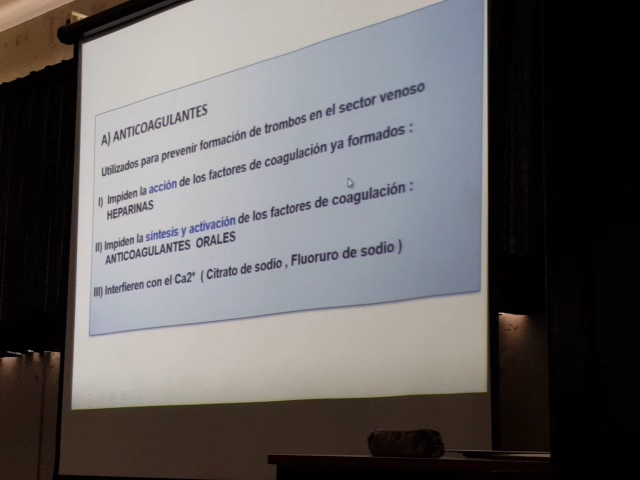 A) ANTICOAGULANTES
Utilizados para prevenir formación de trombos en el sector venoso
I) Impiden la acción de los factores de coagulación ya formados :
HEPARINAS
II) Impiden la síntesis y activación de los factores de coagulación :
ANTICOAGULANTES ORALES
III) Interfieren con el Ca2⁺ ( Citrato de sodio , Fluoruro de sodio )